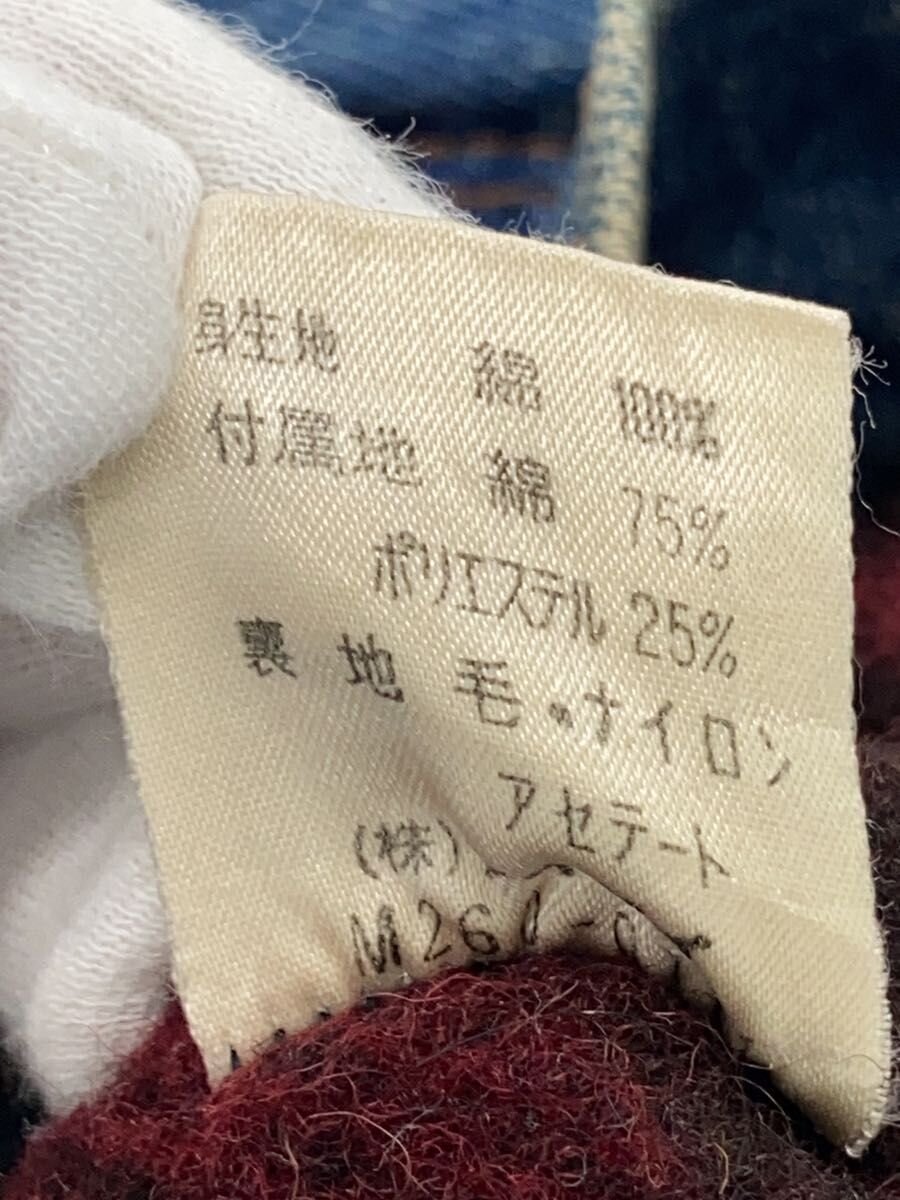 身生地 綿 100%
付属地 綿 75%
ポリエステル 25%
裏地 毛・ナイロン
アセテート
(株)
M26